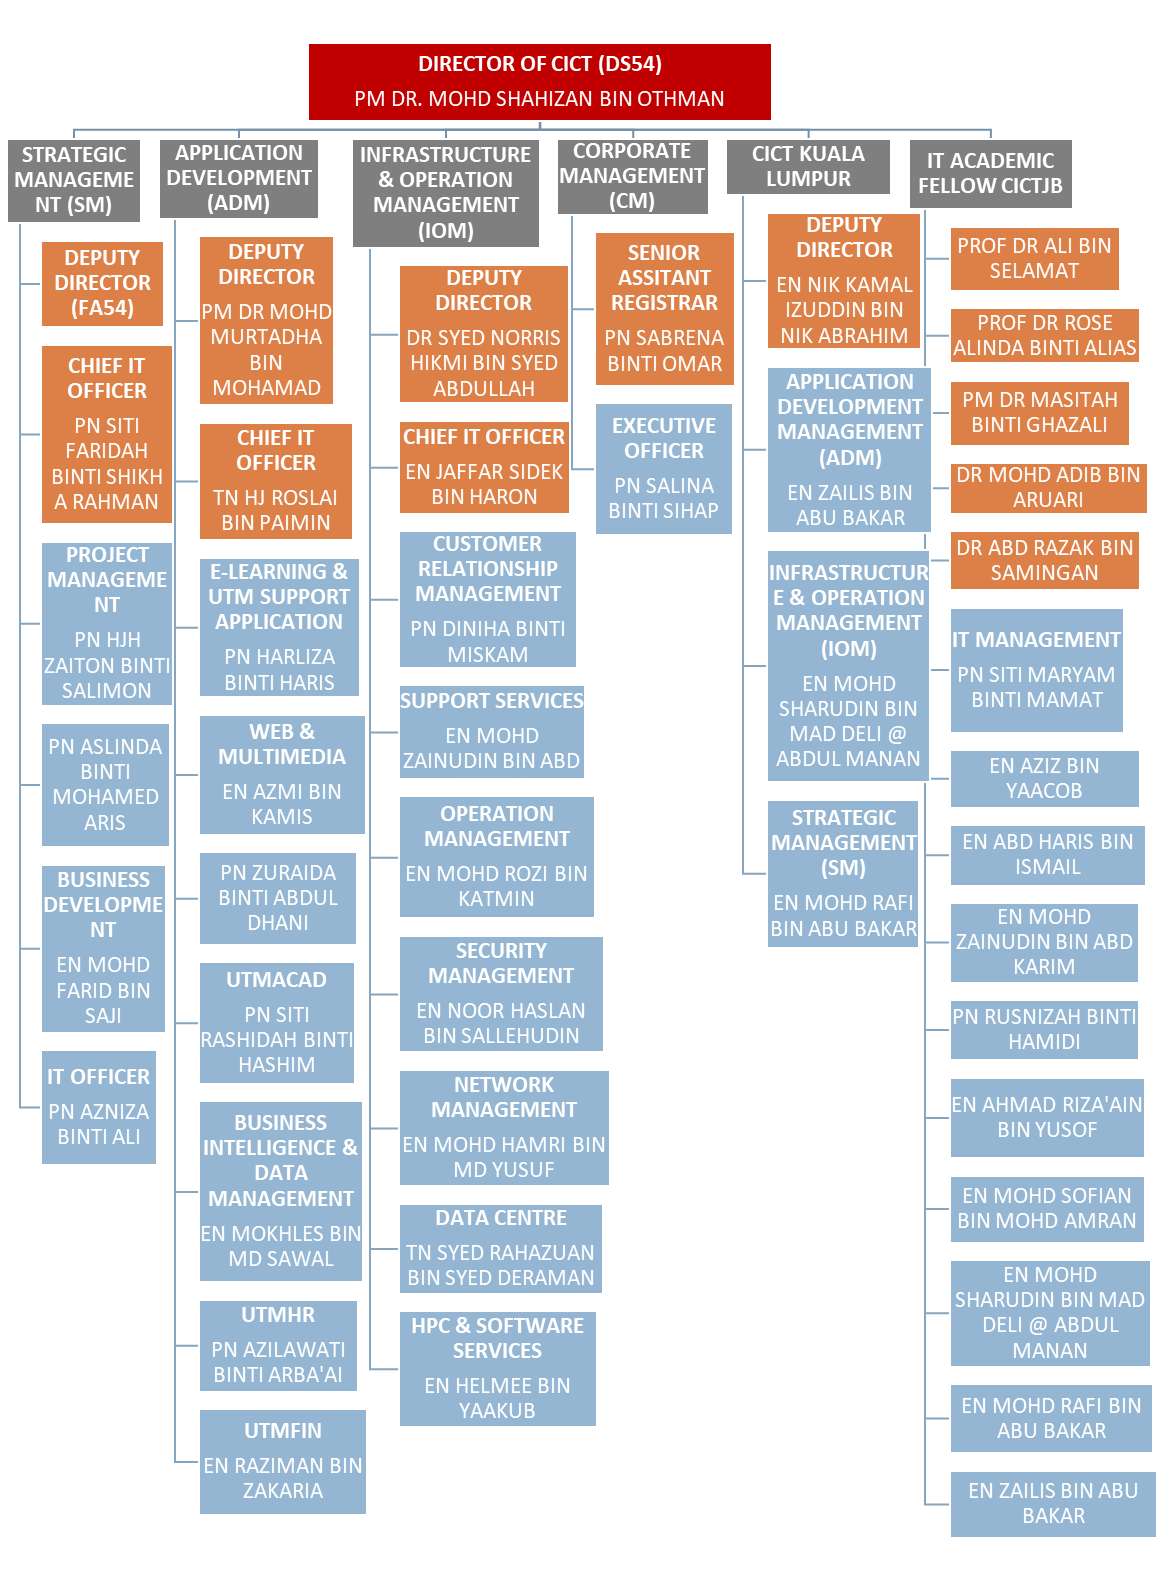 DIRECTOR OF CICT (DS54)
PM DR. MOHD SHAHIZAN BIN OTHMAN
STRATEGIC
MANAGEME
NT (SM)
DEPUTY
DIRECTOR
(FA54)
CHIEF IT
OFFICER
PN SITI
FARIDAH
BINTI SHIKH
A RAHMAN
PROJECT
MANAGEME
NT
PN HJH
ZAITON BINTI
SALIMON
PN ASLINDA
BINTI
MOHAMED
ARIS
BUSINESS
DEVELOPME
NT
EN MOHD
FARID BIN
SAJI
IT OFFICER
PN AZNIZA
BINTI ALI
APPLICATION
DEVELOPMENT
(ADM)
DEPUTY
DIRECTOR
PM DR MOHD
MURTADHA
BIN
MOHAMAD
CHIEF IT
OFFICER
TN HJ ROSLAI
BIN PAIMIN
E-LEARNING &
UTM SUPPORT
APPLICATION
PN HARLIZA
BINTI HARIS
WEB &
MULTIMEDIA
EN AZMI BIN
KAMIS
PN ZURAIDA
BINTI ABDUL
DHANI
UTMACAD
PN SITI
RASHIDAH BINTI
HASHIM
BUSINESS
INTELLIGENCE &
DATA
MANAGEMENT
EN MOKHLES BIN
MD SAWAL
UTMHR
PN AZILAWATI
BINTI ARBA'AI
UTMFIN
EN RAZIMAN BIN
ZAKARIA
INFRASTRUCTURE
& OPERATION
MANAGEMENT
(IOM)
DEPUTY
DIRECTOR
DR SYED NORRIS
HIKMI BIN SYED
ABDULLAH
CHIEF IT OFFICER
EN JAFFAR SIDEK
BIN HARON
CUSTOMER
RELATIONSHIP
MANAGEMENT
PN DINIHA BINTI
MISKAM
SUPPORT SERVICES
EN MOHD
ZAINUDIN BIN ABD
OPERATION
MANAGEMENT
EN MOHD ROZI BIN
KATMIN
SECURITY
MANAGEMENT
EN NOOR HASLAN
BIN SALLEHUDIN
NETWORK
MANAGEMENT
EN MOHD HAMRI BIN
MD YUSUF
DATA CENTRE
TN SYED RAHAZUAN
BIN SYED DERAMAN
HPC & SOFTWARE
SERVICES
EN HELMEE BIN
YAAKUB
CORPORATE
MANAGEMENT
(CM)
SENIOR
ASSITANT
REGISTRAR
PN SABRENA
BINTI OMAR
EXECUTIVE
OFFICER
PN SALINA
BINTI SIHAP
CICT KUALA
LUMPUR
DEPUTY
DIRECTOR
EN NIK KAMAL
IZUDDIN BIN
NIK ABRAHIM
APPLICATION
DEVELOPMENT
MANAGEMENT
(ADM)
EN ZAILIS BIN
ABU BAKAR
INFRASTRUCTUR
E & OPERATION
MANAGEMENT
(IOM)
EN MOHD
SHARUDIN BIN
MAD DELI @
ABDUL MANAN
STRATEGIC
MANAGEMENT
(SM)
EN MOHD RAFI
BIN ABU BAKAR
IT ACADEMIC
FELLOW CICTJB
PROF DR ALI BIN
SELAMAT
PROF DR ROSE
ALINDA BINTI ALIAS
PM DR MASITAH
BINTI GHAZALI
DR MOHD ADIB BIN
ARUARI
DR ABD RAZAK BIN
SAMINGAN
IT MANAGEMENT
PN SITI MARYAM
BINTI MAMAT
EN AZIZ BIN
YAACOB
EN ABD HARIS BIN
ISMAIL
EN MOHD
ZAINUDIN BIN ABD
KARIM
PN RUSNIZAH BINTI
HAMIDI
EN AHMAD RIZA'AIN
BIN YUSOF
EN MOHD SOFIAN
BIN MOHD AMRAN
EN MOHD
SHARUDIN BIN MAD
DELI @ ABDUL
MANAN
EN MOHD RAFI BIN
ABU BAKAR
EN ZAILIS BIN ABU
BAKAR